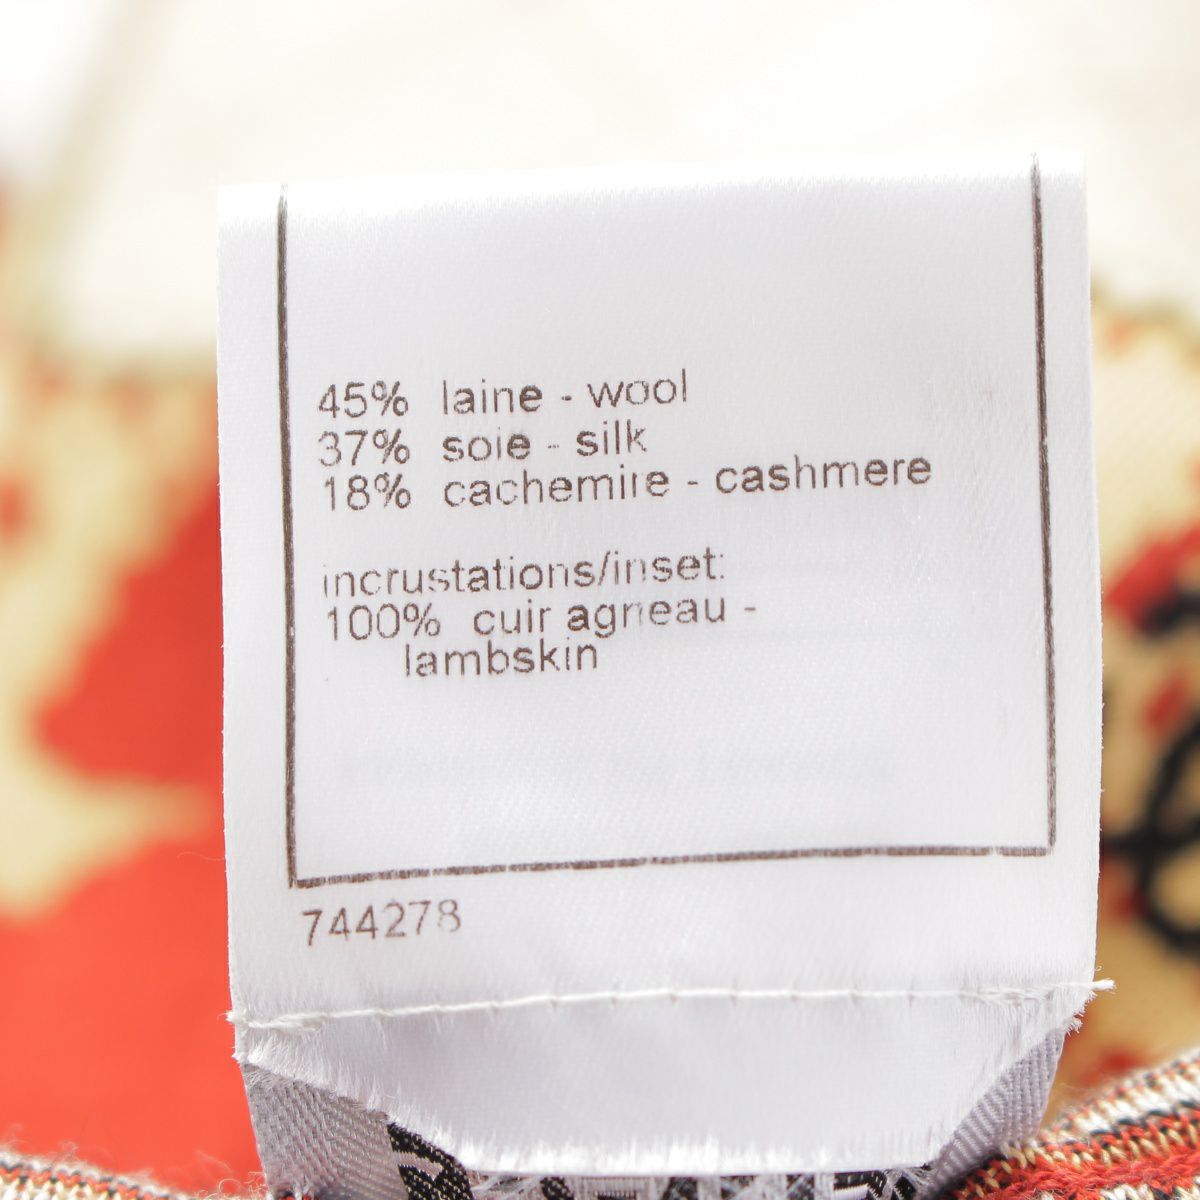 45% laine - wool
37% soie - silk
18% cachemire - cashmere
incrustations/inset:
100% cuir agneau -
lambskin
744278